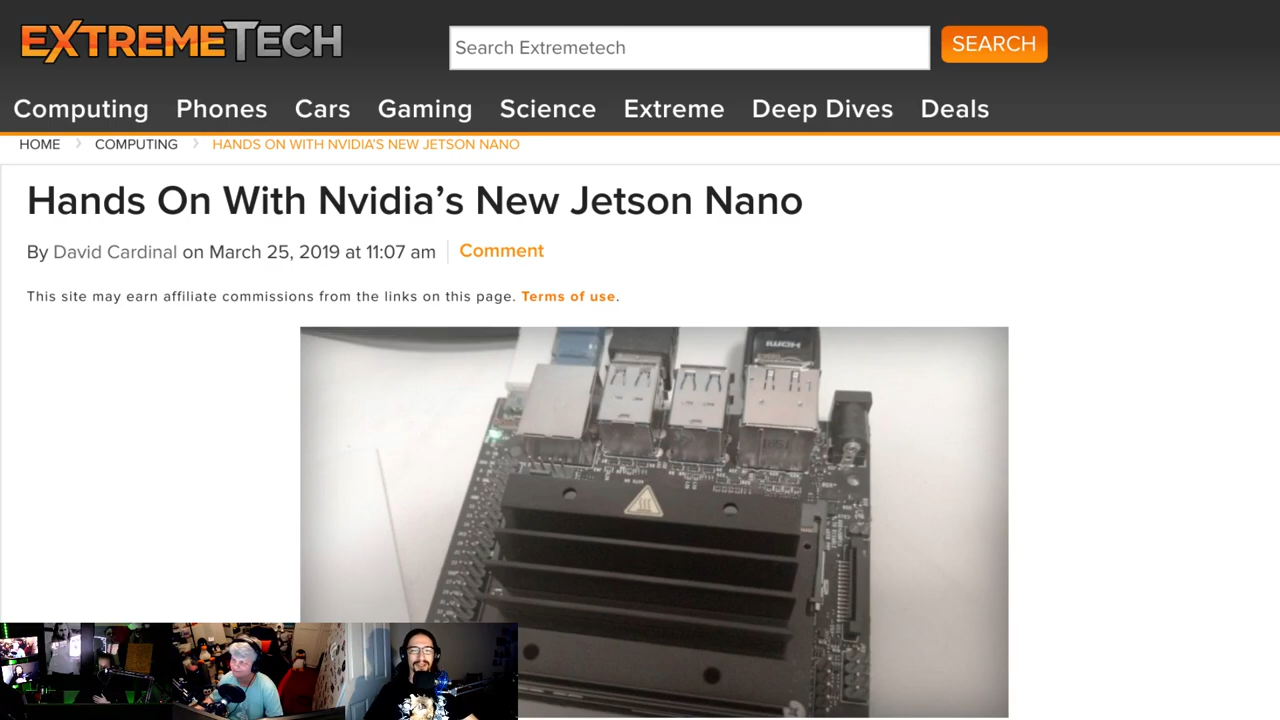 EXTREMETECH
Search Extremetech
SEARCH
Computing Phones Cars Gaming Science Extreme Deep Dives Deals
HOME COMPUTING HANDS ON WITH NVIDIA'S NEW JETSON NANO
Hands On With Nvidia’s New Jetson Nano
By David Cardinal on March 25, 2019 at 11:07 am Comment
This site may earn affiliate commissions from the links on this page. Terms of use.
HDMI